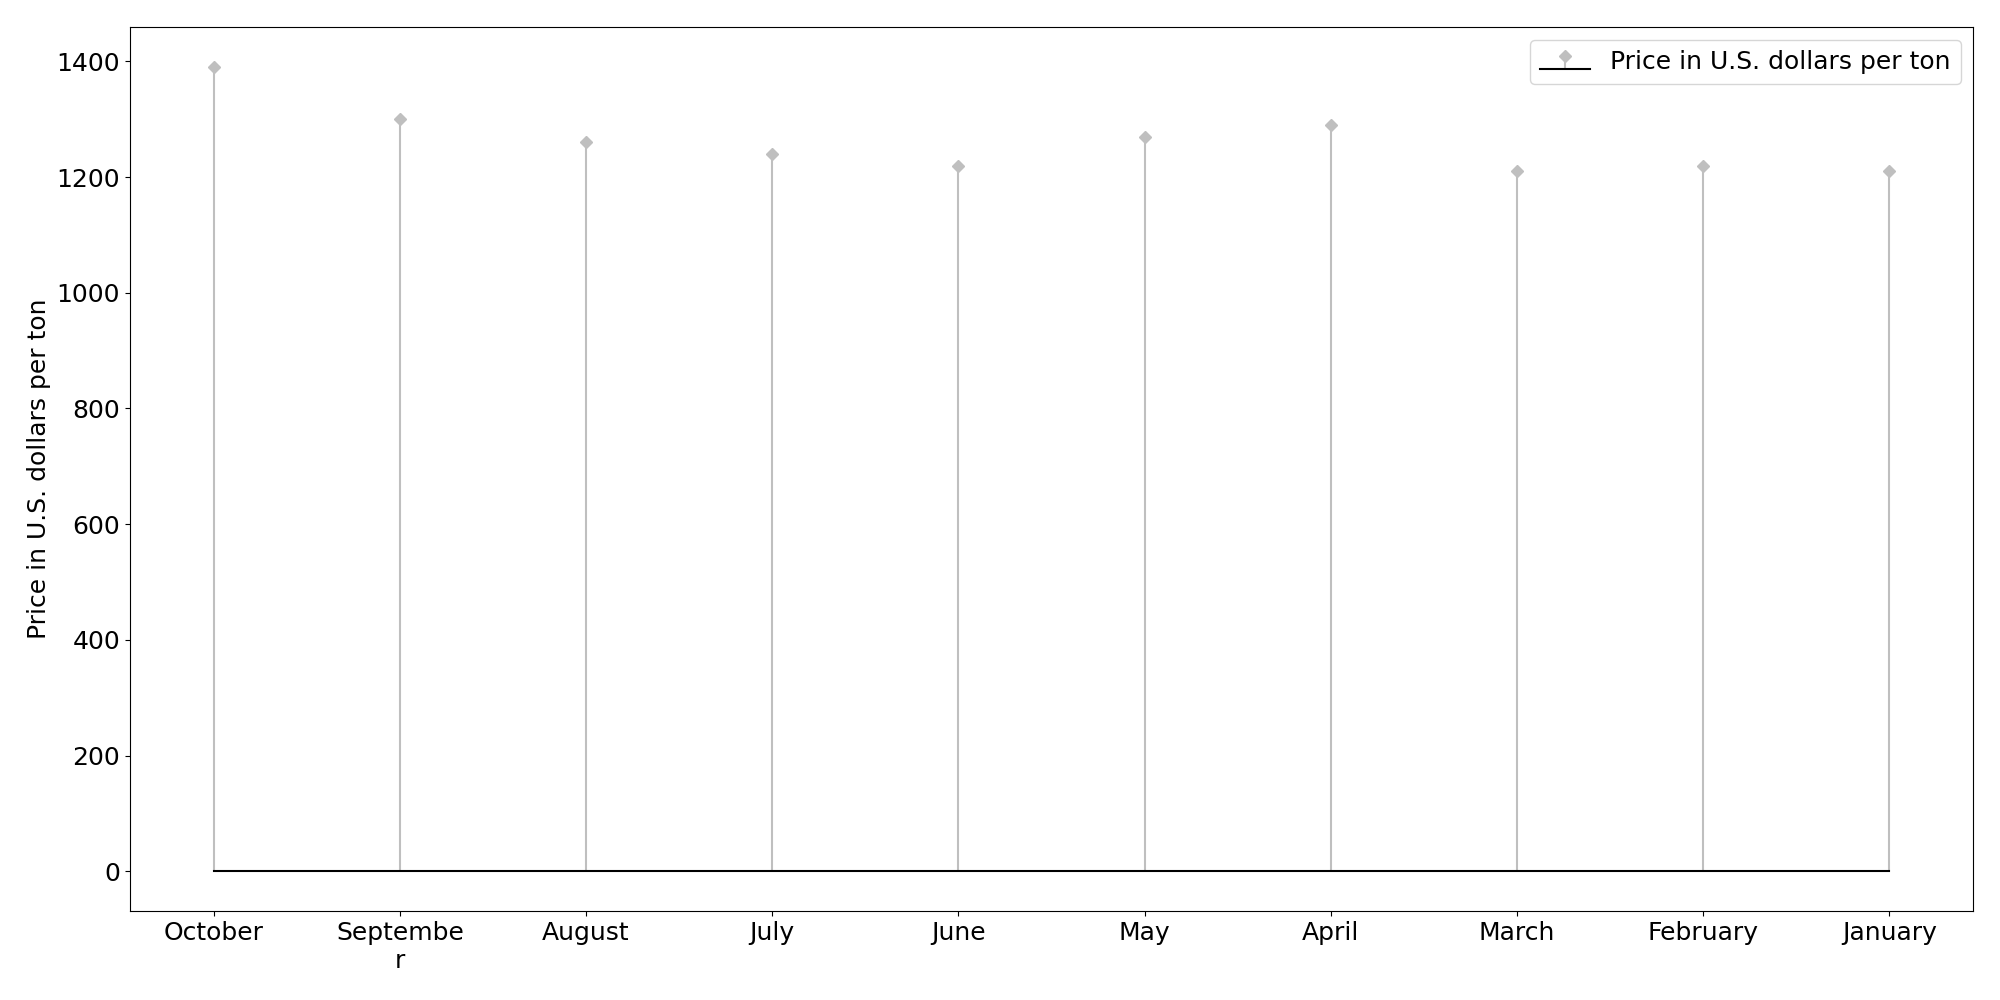 Price in U.S. dollars per ton
1400
1200
1000
800
600
400
200
0
Price in U.S. dollars per ton
October
Septembe
r
August
July
June
May
April
March
February
January